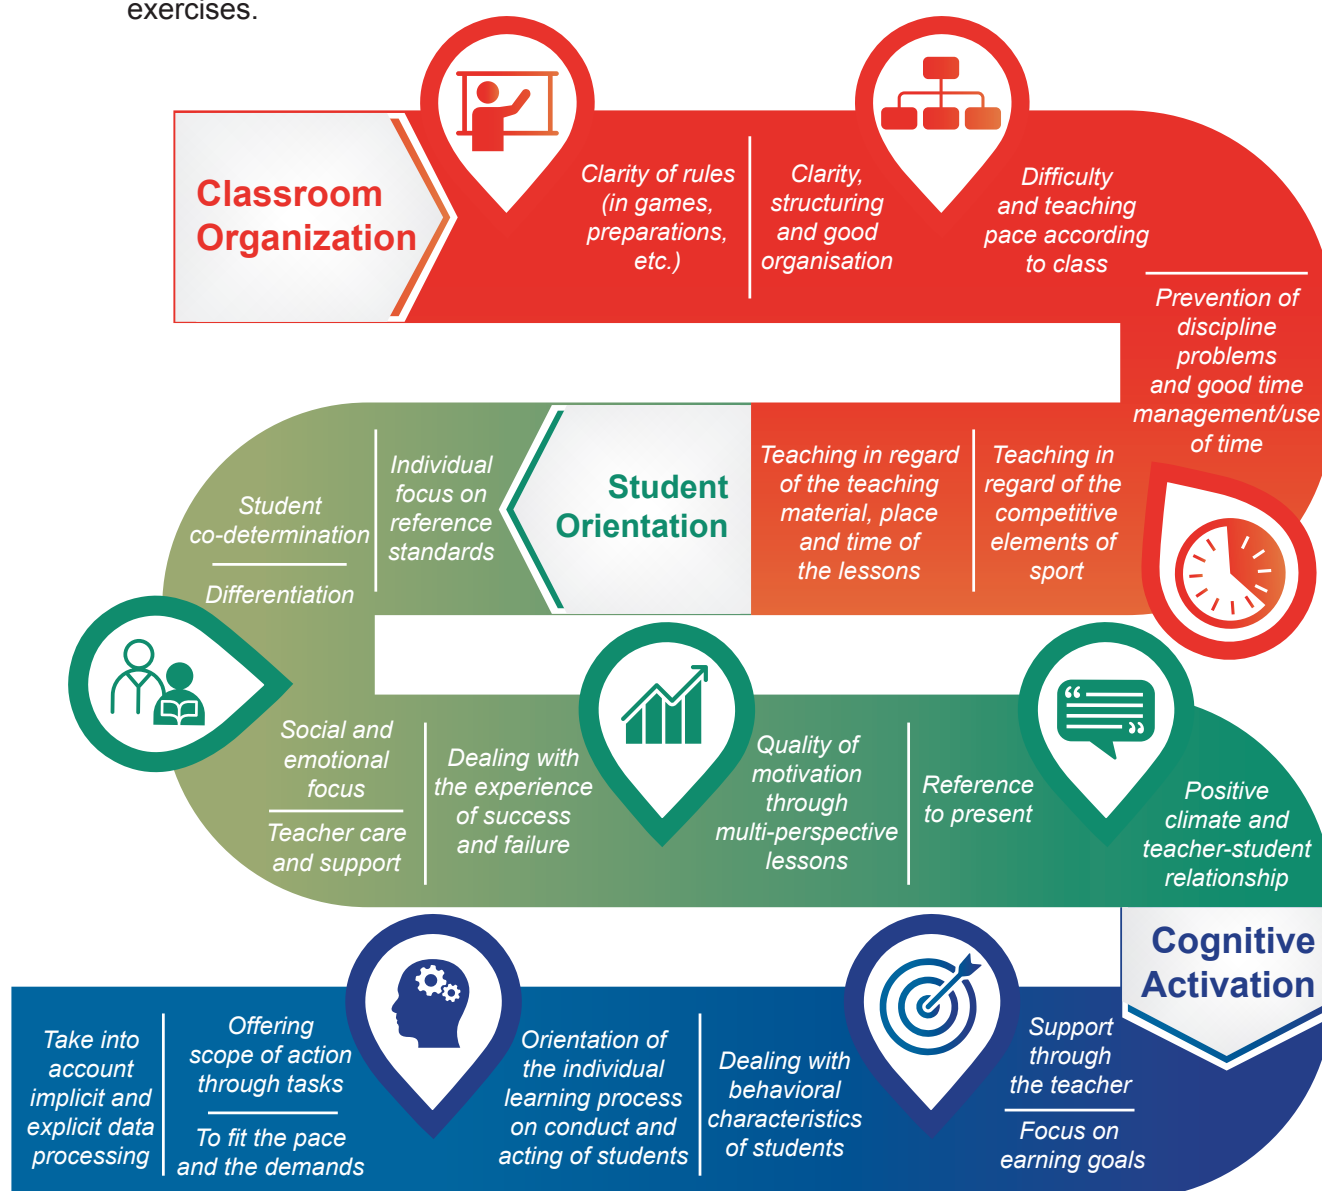 exercises.
Classroom
Organization
Clarity of rules
(in games,
preparations,
etc.)
Clarity,
structuring
and good
organisation
Difficulty
and teaching
pace according
to class
Prevention of
discipline
problems
and good time
management/use
of time
Teaching in
regard of the
competitive
elements of
sport
Teaching in regard
of the teaching
material, place
and time of
the lessons
Student
Orientation
Individual
focus on
reference
standards
Student
co-determination
Differentiation
Social and
emotional
focus
Teacher care
and support
Dealing with
the experience
of success
and failure
Quality of
motivation
through
multi-perspective
lessons
Reference
to present
Positive
climate and
teacher-student
relationship
Cognitive
Activation
Support
through
the teacher
Focus on
earning goals
Dealing with
behavioral
characteristics
of students
Orientation of
the individual
learning process
on conduct and
acting of students
Offering
scope of action
through tasks
To fit the pace
and the demands
Take into
account
implicit and
explicit data
processing